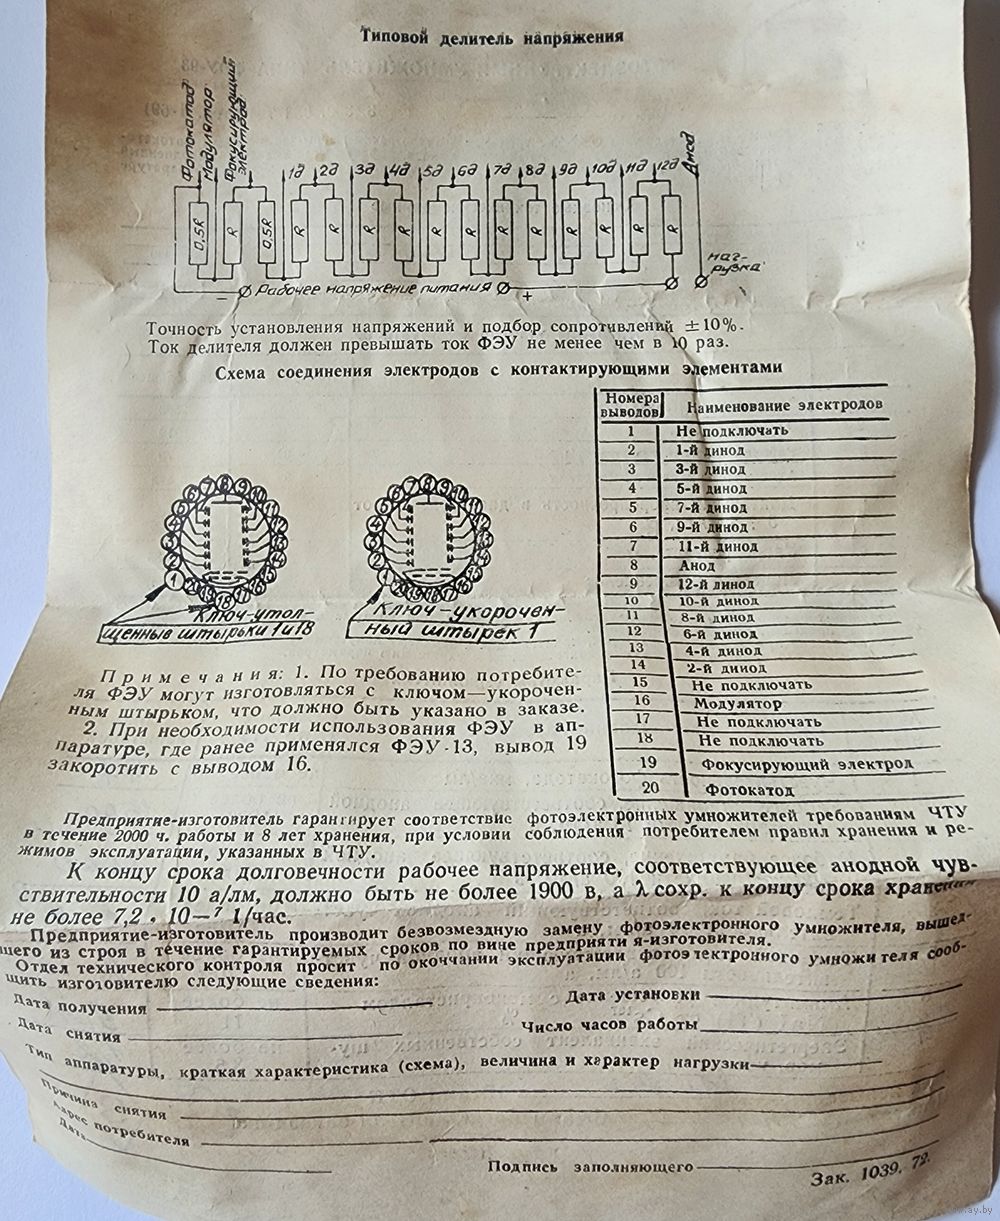 Типовой делитель напряжения
Фотокатод
Модулятор
Фокусирующий
электрод
1д 2д 3д 4д 5д 6д 7д 8д 9д 10д 11д 12д Анод
0,5R R 0,5R R R R R R R R R R R R R
нагрузка
- Рабочее напряжение питания +
Точность установления напряжений и подбор сопротивлений ±10%.
Ток делителя должен превышать ток ФЭУ не менее чем в 10 раз.
Схема соединения электродов с контактирующими элементами
Номера выводов Наименование электродов
1 Не подключать
2 1-й динод
3 3-й динод
4 5-й динод
5 7-й динод
6 9-й динод
7 11-й динод
8 Анод
9 12-й динод
10 10-й динод
11 8-й динод
12 6-й динод
13 4-й динод
14 2-й динод
15 Не подключать
16 Модулятор
17 Не подключать
18 Не подключать
19 Фокусирующий электрод
20 Фотокатод
Ключ-утол-
щенные штырьки 1и18
Ключ-укорочен-
ный штырек 1
Примечания: 1. По требованию потребите-
ля ФЭУ могут изготовляться с ключом—укорочен-
ным штырьком, что должно быть указано в заказе.
2. При необходимости использования ФЭУ в ап-
паратуре, где ранее применялся ФЭУ-13, вывод 19
закоротить с выводом 16.
Предприятие-изготовитель гарантирует соответствие фотоэлектронных умножителей требованиям ЧТУ
в течение 2000 ч. работы и 8 лет хранения, при условии соблюдения потребителем правил хранения и ре-
жимов эксплуатации, указанных в ЧТУ.
К концу срока долговечности рабочее напряжение, соответствующее анодной чув-
ствительности 10 а/лм, должно быть не более 1900 в, а λ сохр. к концу срока хранения
не более 7,2 • 10—7 1/час.
Предприятие-изготовитель производит безвозмездную замену фотоэлектронного умножителя, вышед-
шего из строя в течение гарантируемых сроков по вине предприятия-изготовителя.
Отдел технического контроля просит по окончании эксплуатации фотоэлектронного умножителя сооб-
щить изготовителю следующие сведения:
Дата получения Дата установки
Дата снятия Число часов работы
Тип аппаратуры, краткая характеристика (схема), величина и характер нагрузки
Причина снятия
Адрес потребителя
Дата
Подпись заполняющего
Зак. 1039. 72.